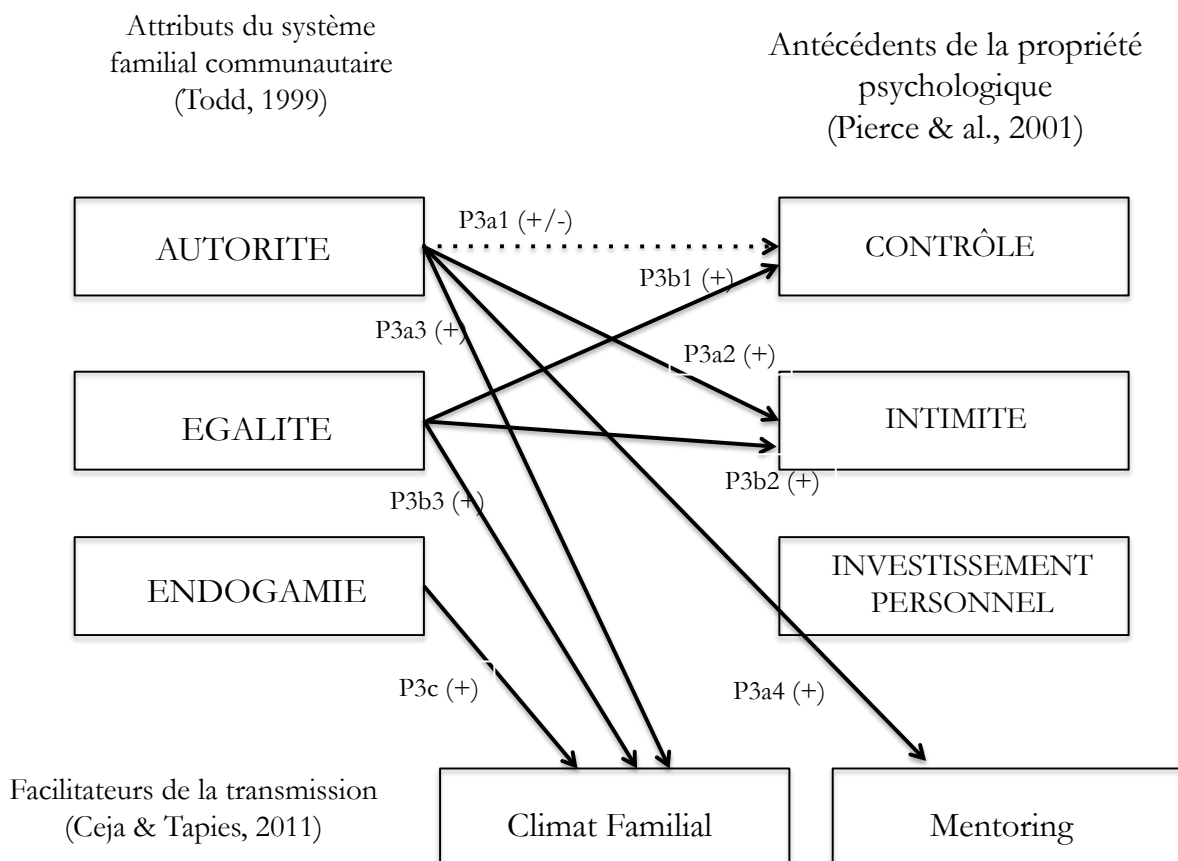 Attributs du système
familial communautaire
(Todd, 1999)
Antécédents de la propriété
psychologique
(Pierce & al., 2001)
AUTORITE
P3a1 (+/-)
CONTRÔLE
P3b1 (+)
P3a3 (+)
P3a2 (+)
EGALITE
INTIMITE
P3b2 (+)
P3b3 (+)
ENDOGAMIE
INVESTISSEMENT
PERSONNEL
P3c (+)
P3a4 (+)
Facilitateurs de la transmission
(Ceja & Tapies, 2011)
Climat Familial
Mentoring